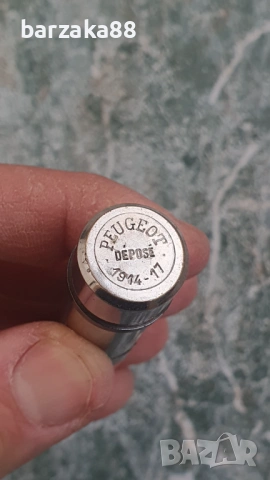 barzaka88
PEUGEOT
DEPOSÉ
1914-17
BAZAR